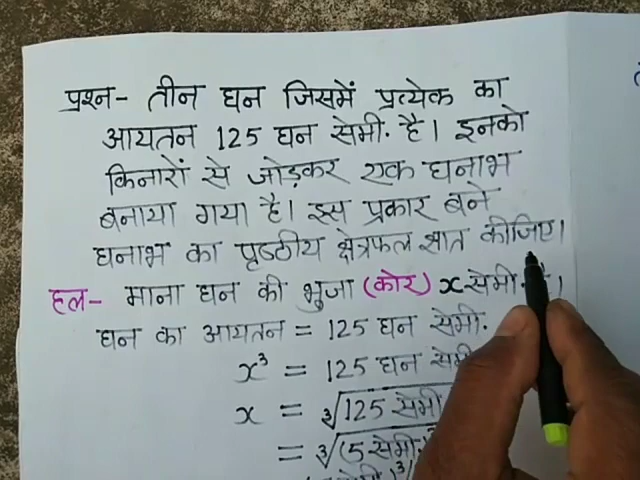 प्रश्न- तीन घन जिसमें प्रत्येक का
आयतन 125 घन सेमी. है। इनको
किनारों से जोड़कर एक घनाभ
बनाया गया है। इस प्रकार बने
घनाभ का पृष्ठीय क्षेत्रफल ज्ञात कीजिए।
हल- माना घन की भुजा (कोर) x सेमी. है।
घन का आयतन = 125 घन सेमी.
x³ = 125 घन सेमी
x = ∛125 सेमी
= ∛(5 सेमी.)